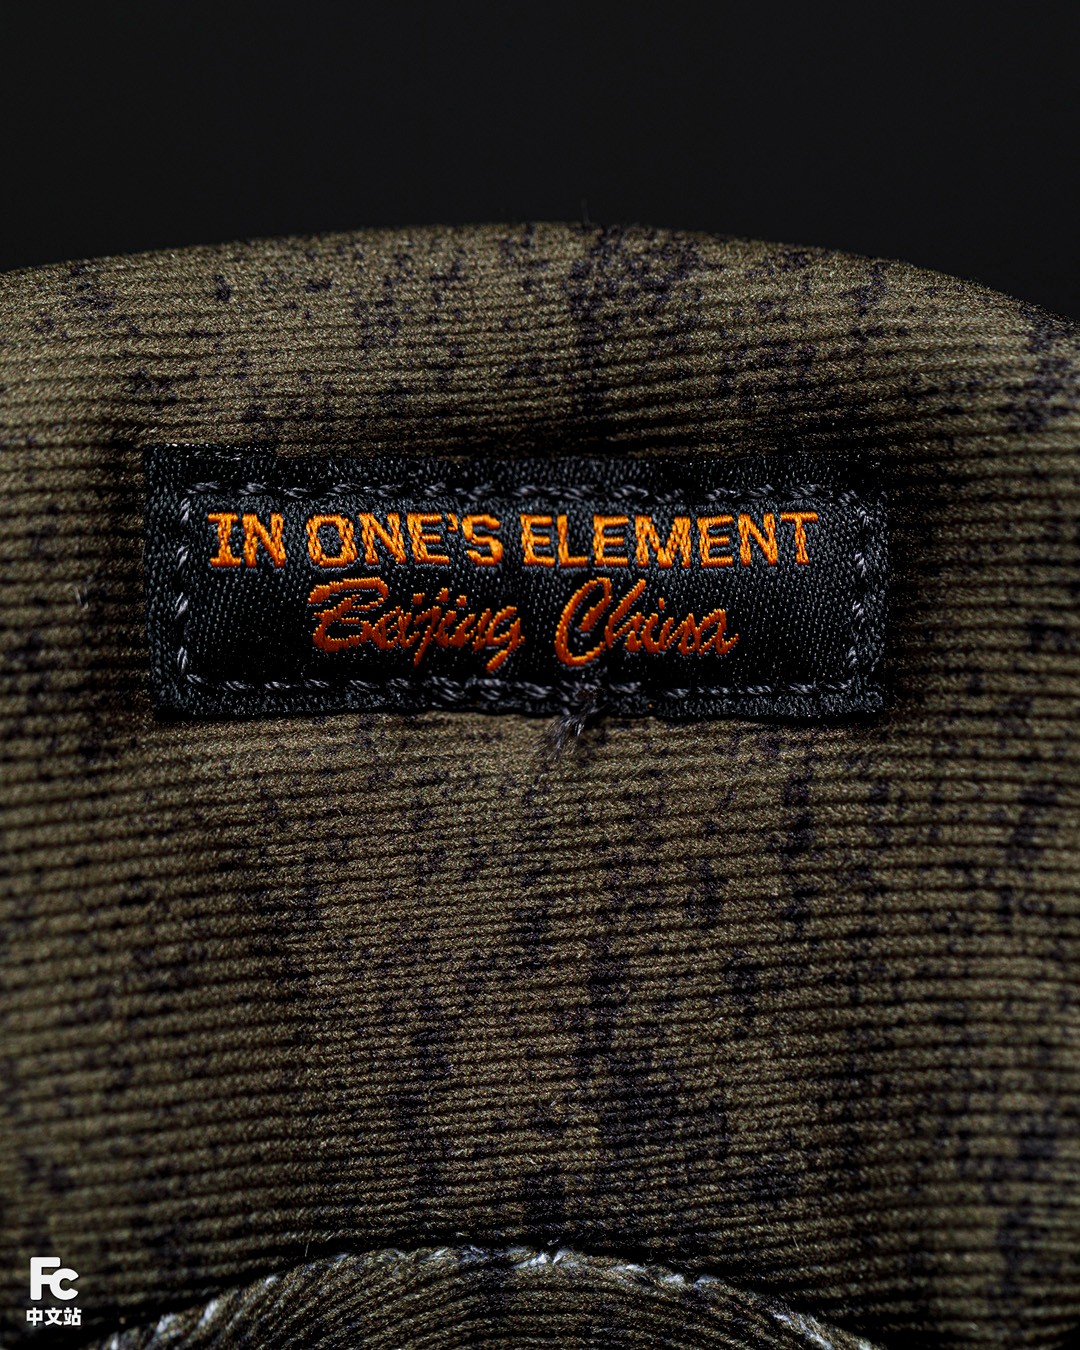 IN ONE'S ELEMENT
Beijing China
Fc
中文站